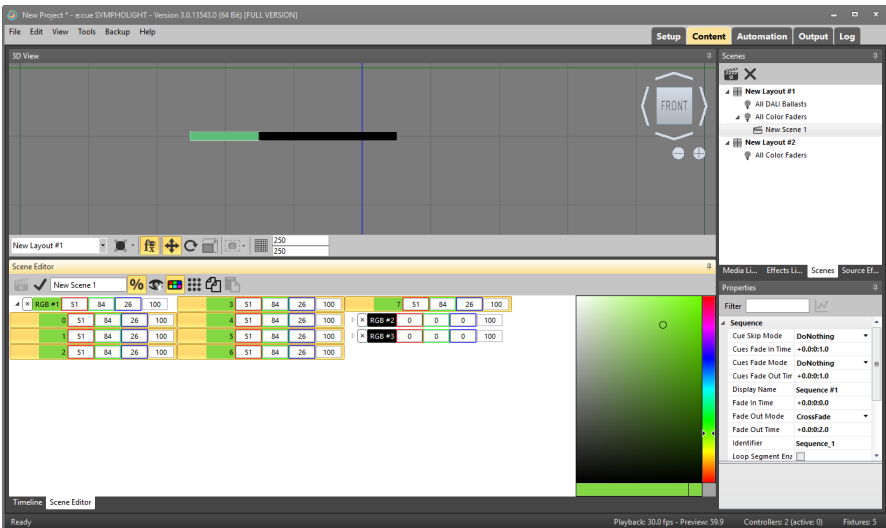 New Project * - e:cue SYMPHOLIGHT - Version 3.0.13543.0 (64 Bit) [FULL VERSION]
File Edit View Tools Backup Help
Setup Content Automation Output Log
3D View
FRONT
New Layout #1
fx
250
250
Scene Editor
New Scene 1
%
RGB #1 51 84 26 100
0 51 84 26 100
1 51 84 26 100
2 51 84 26 100
3 51 84 26 100
4 51 84 26 100
5 51 84 26 100
6 51 84 26 100
7 51 84 26 100
RGB #2 0 0 0 100
RGB #3 0 0 0 100
Timeline Scene Editor
Scenes
New Layout #1
All DALI Ballasts
All Color Faders
New Scene 1
New Layout #2
All Color Faders
Media Li... Effects Li... Scenes Source Ef...
Properties
Filter
Sequence
Cue Skip Mode DoNothing
Cues Fade In Time +0.0:0:1.0
Cues Fade Mode DoNothing
Cues Fade Out Tim +0.0:0:1.0
Display Name Sequence #1
Fade In Time +0.0:0:0.0
Fade Out Mode CrossFade
Fade Out Time +0.0:0:2.0
Identifier Sequence_1
Loop Segment Ena
Ready
Playback: 30.0 fps - Preview: 59.9 Controllers: 2 (active: 0) Fixtures: 5